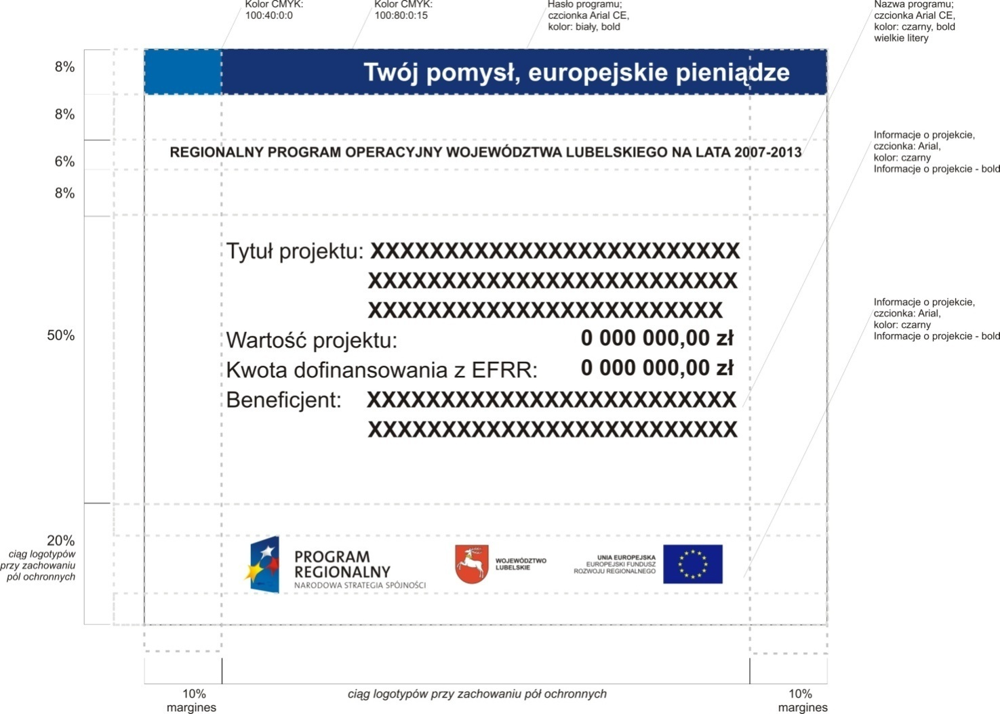 Kolor CMYK:
100:40:0:0
Kolor CMYK:
100:80:0:15
Hasło programu;
czcionka Arial CE,
kolor: biały, bold
Nazwa programu;
czcionka Arial CE,
kolor: czarny, bold
wielkie litery
8%
Twój pomysł, europejskie pieniądze
8%
6%
REGIONALNY PROGRAM OPERACYJNY WOJEWÓDZTWA LUBELSKIEGO NA LATA 2007-2013
Informacje o projekcie,
czcionka: Arial,
kolor: czarny
Informacje o projekcie - bold
8%
Tytuł projektu: XXXXXXXXXXXXXXXXXXXXXXXXX
XXXXXXXXXXXXXXXXXXXXXXXXX
XXXXXXXXXXXXXXXXXXXXXXXX
50%
Wartość projektu: 0 000 000,00 zł
Kwota dofinansowania z EFRR: 0 000 000,00 zł
Beneficjent: XXXXXXXXXXXXXXXXXXXXXXXXX
XXXXXXXXXXXXXXXXXXXXXXXXX
Informacje o projekcie,
czcionka: Arial,
kolor: czarny
Informacje o projekcie - bold
20%
ciąg logotypów
przy zachowaniu
pól ochronnych
PROGRAM
REGIONALNY
NARODOWA STRATEGIA SPÓJNOŚCI
WOJEWÓDZTWO
LUBELSKIE
UNIA EUROPEJSKA
EUROPEJSKI FUNDUSZ
ROZWOJU REGIONALNEGO
10%
margines
ciąg logotypów przy zachowaniu pól ochronnych
10%
margines